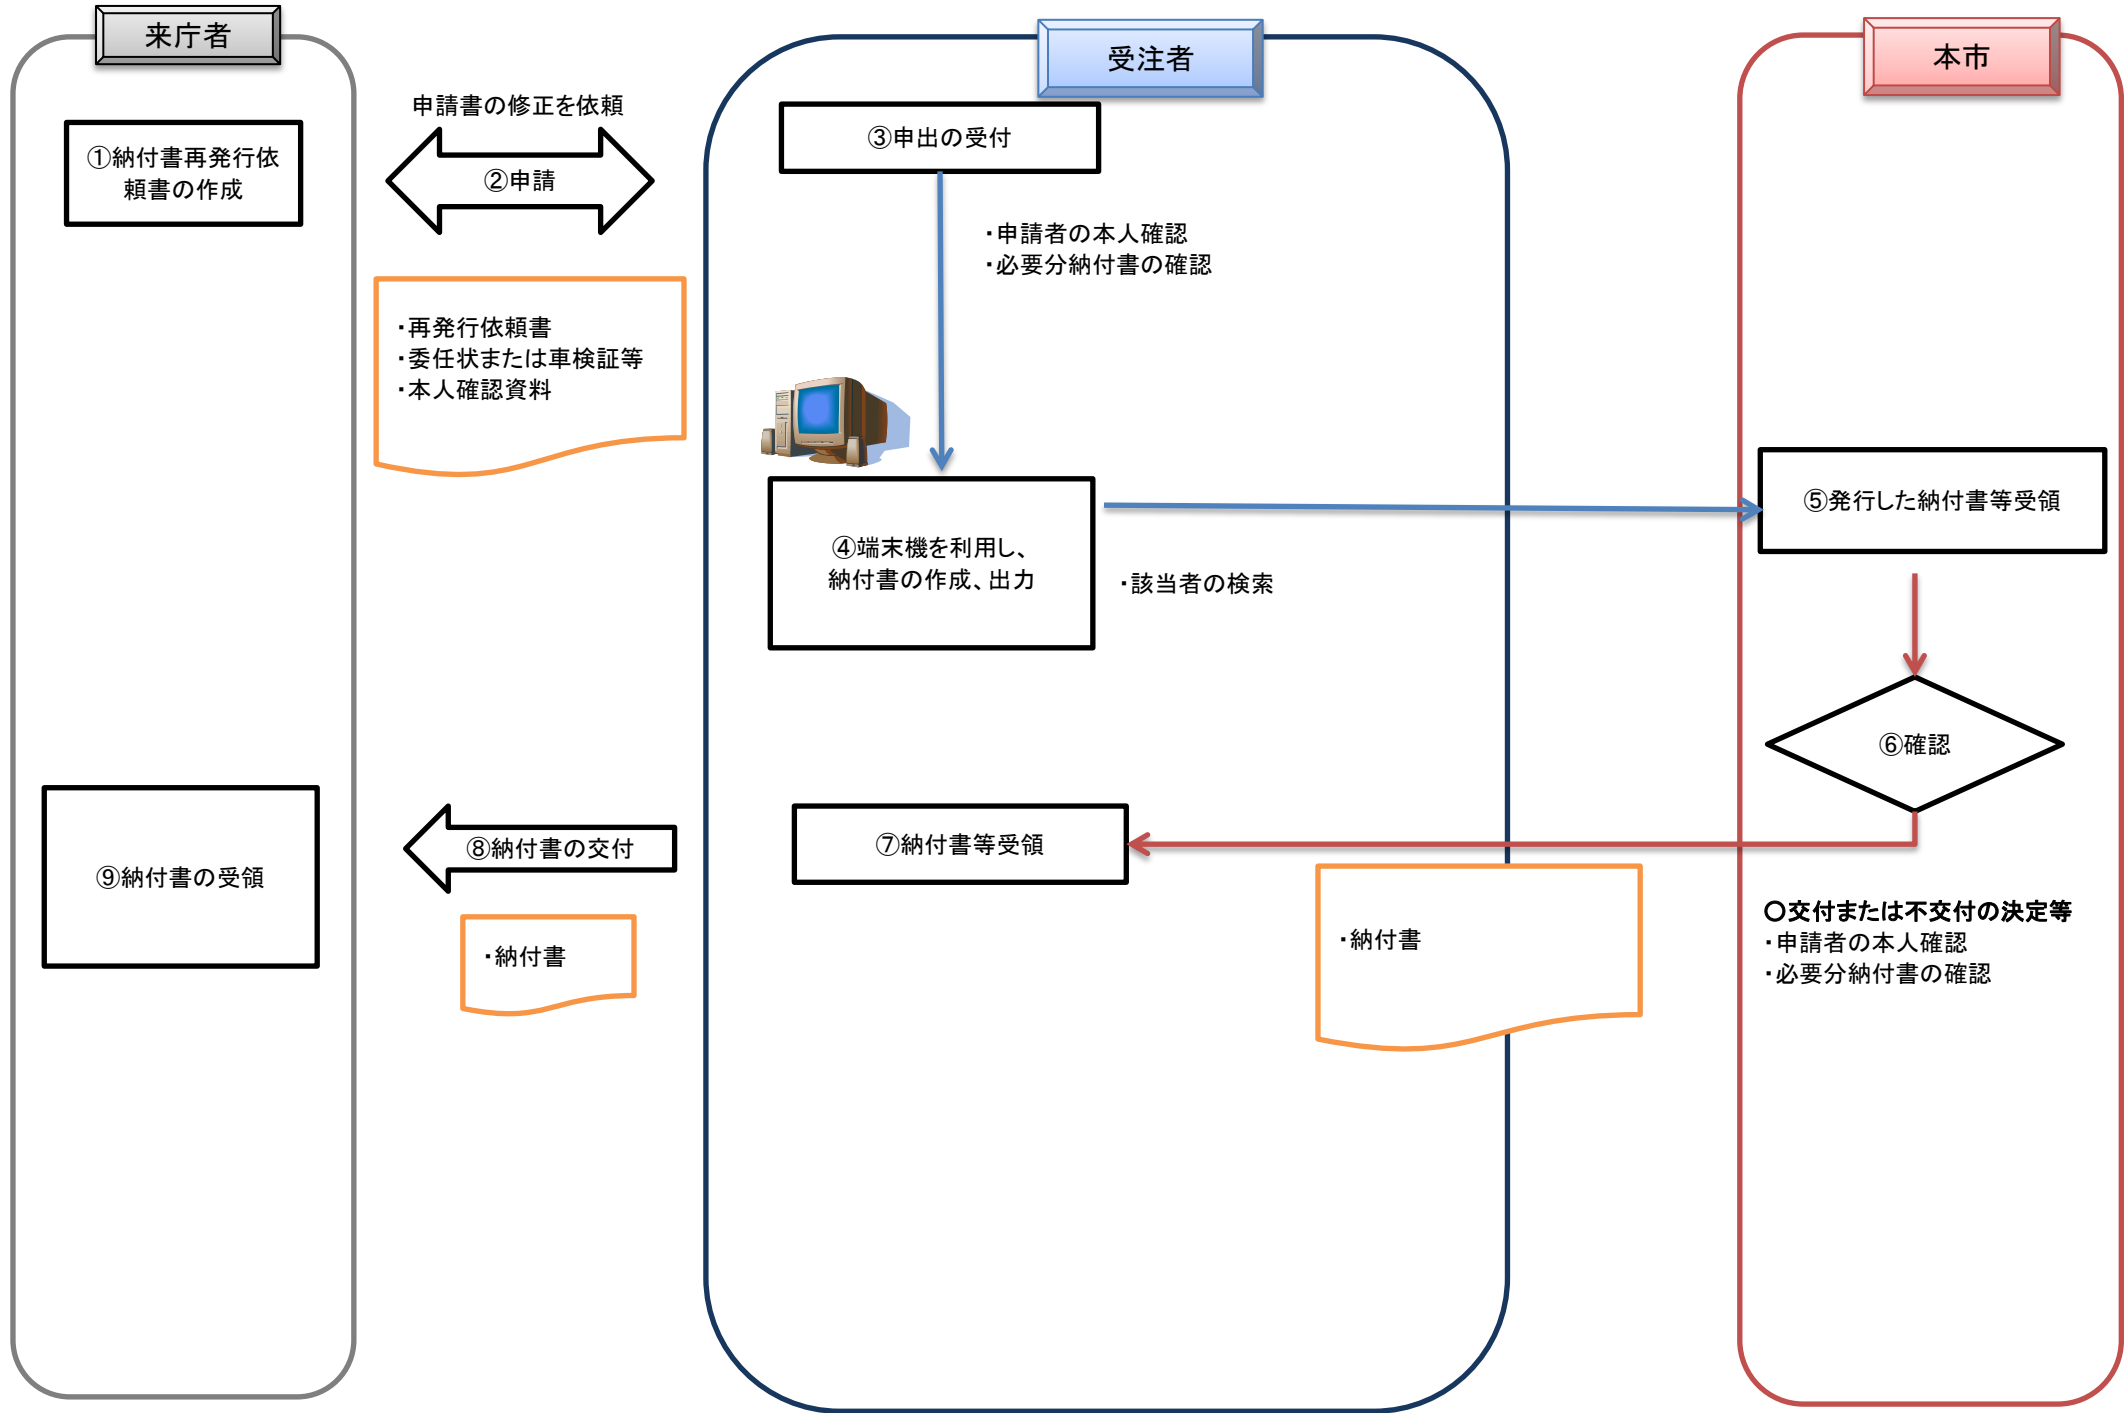 来庁者
受注者
本市
申請書の修正を依頼
①納付書再発行依
頼書の作成
②申請
③申出の受付
・申請者の本人確認
・必要分納付書の確認
・再発行依頼書
・委任状または車検証等
・本人確認資料
④端末機を利用し、
納付書の作成、出力
・該当者の検索
⑤発行した納付書等受領
⑥確認
⑦納付書等受領
⑧納付書の交付
⑨納付書の受領
・納付書
・納付書
〇交付または不交付の決定等
・申請者の本人確認
・必要分納付書の確認